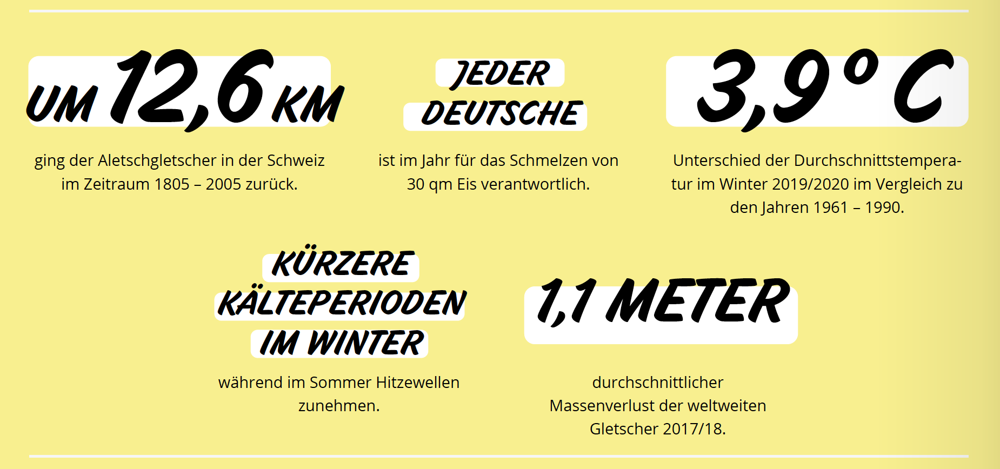 UM 12,6 KM
ging der Aletschgletscher in der Schweiz
im Zeitraum 1805 – 2005 zurück.
JEDER
DEUTSCHE
ist im Jahr für das Schmelzen von
30 qm Eis verantwortlich.
3,9° C
Unterschied der Durchschnittstempera-
tur im Winter 2019/2020 im Vergleich zu
den Jahren 1961 – 1990.
KÜRZERE
KÄLTEPERIODEN
IM WINTER
während im Sommer Hitzewellen
zunehmen.
1,1 METER
durchschnittlicher
Massenverlust der weltweiten
Gletscher 2017/18.